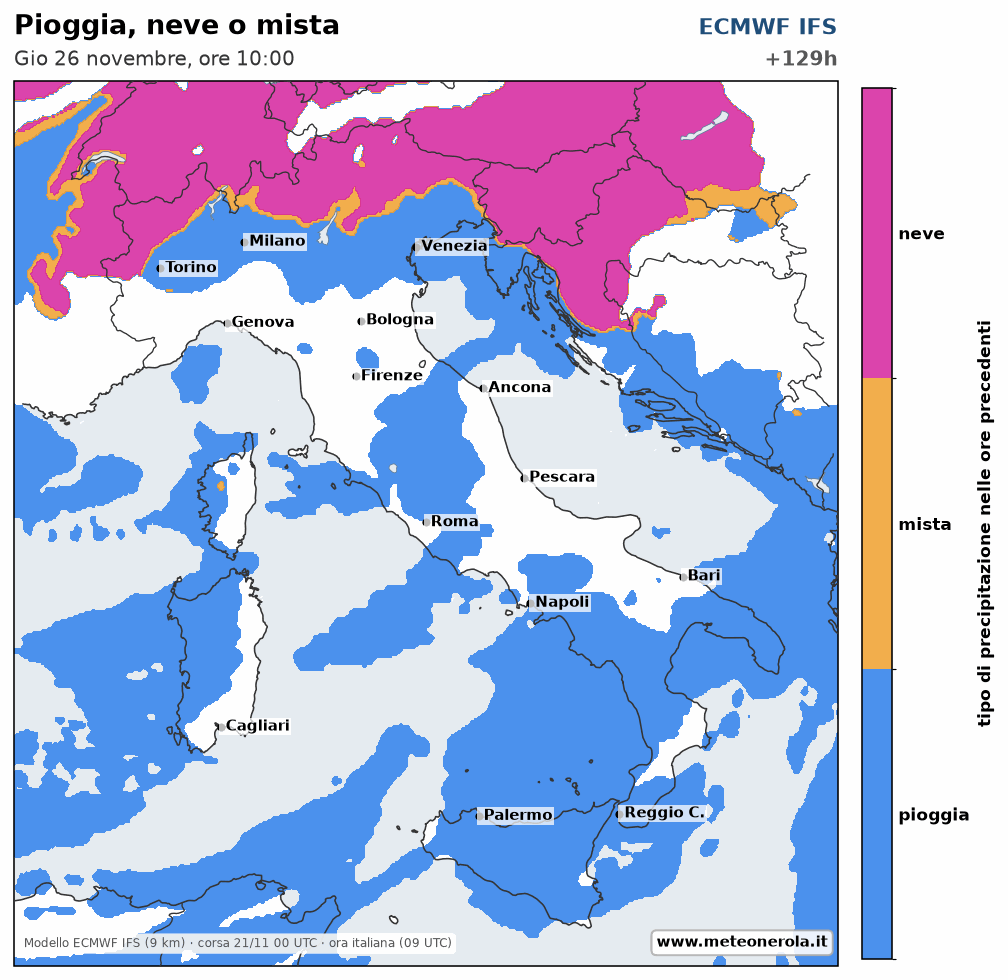 Pioggia, neve o mista
ECMWF IFS
Gio 26 novembre, ore 10:00
+129h
Milano
Venezia
Torino
Genova
Bologna
Firenze
Ancona
Pescara
Roma
Bari
Napoli
Cagliari
Palermo
Reggio C.
neve
mista
pioggia
tipo di precipitazione nelle ore precedenti
Modello ECMWF IFS (9 km) · corsa 21/11 00 UTC · ora italiana (09 UTC)
www.meteonerola.it